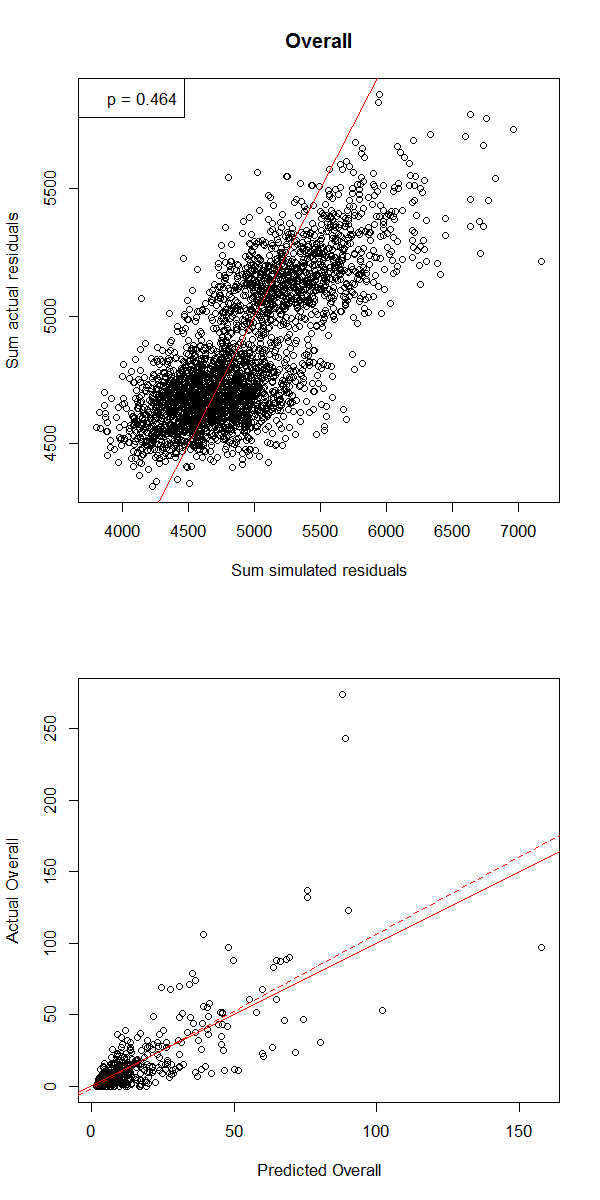 Overall
p = 0.464
Sum actual residuals
5500
5000
4500
4000 4500 5000 5500 6000 6500 7000
Sum simulated residuals
Actual Overall
250
200
150
100
50
0
0 50 100 150
Predicted Overall